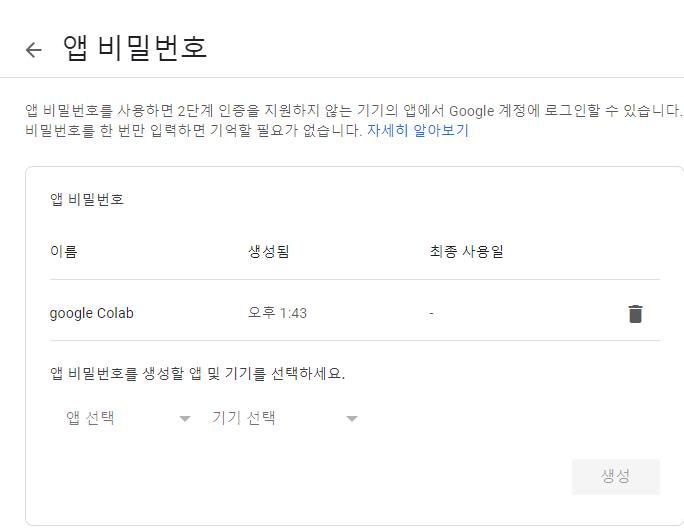 앱 비밀번호
앱 비밀번호를 사용하면 2단계 인증을 지원하지 않는 기기의 앱에서 Google 계정에 로그인할 수 있습니다.
비밀번호를 한 번만 입력하면 기억할 필요가 없습니다. 자세히 알아보기
앱 비밀번호
이름 생성됨 최종 사용일
google Colab 오후 1:43 -
앱 비밀번호를 생성할 앱 및 기기를 선택하세요.
앱 선택 기기 선택
생성